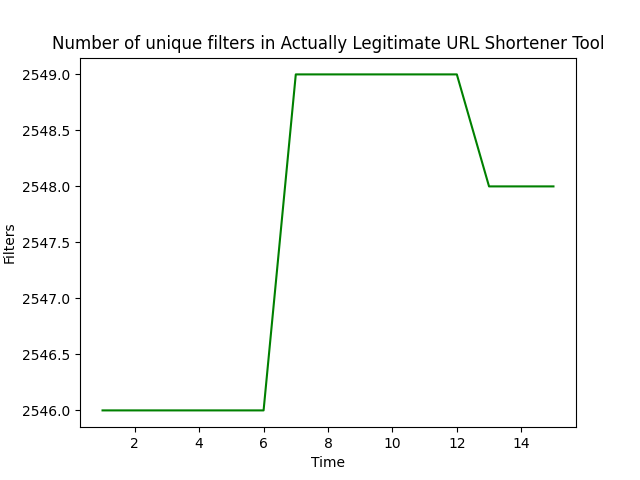 Number of unique filters in Actually Legitimate URL Shortener Tool
2549.0
2548.5
2548.0
2547.5
2547.0
2546.5
2546.0
Filters
2 4 6 8 10 12 14
Time